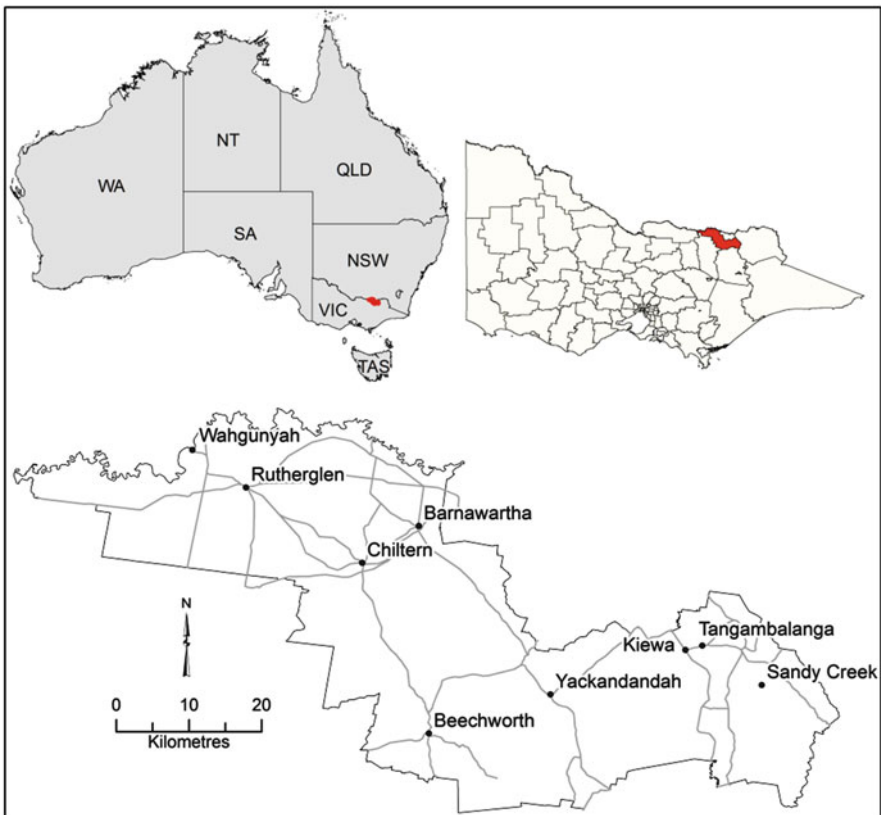 NT
WA
QLD
SA
NSW
VIC
TAS
Wahgunyah
Rutherglen
Barnawartha
Chiltern
N
Tangambalanga
Kiewa
Sandy Creek
Yackandandah
0 10 20
Kilometres
Beechworth